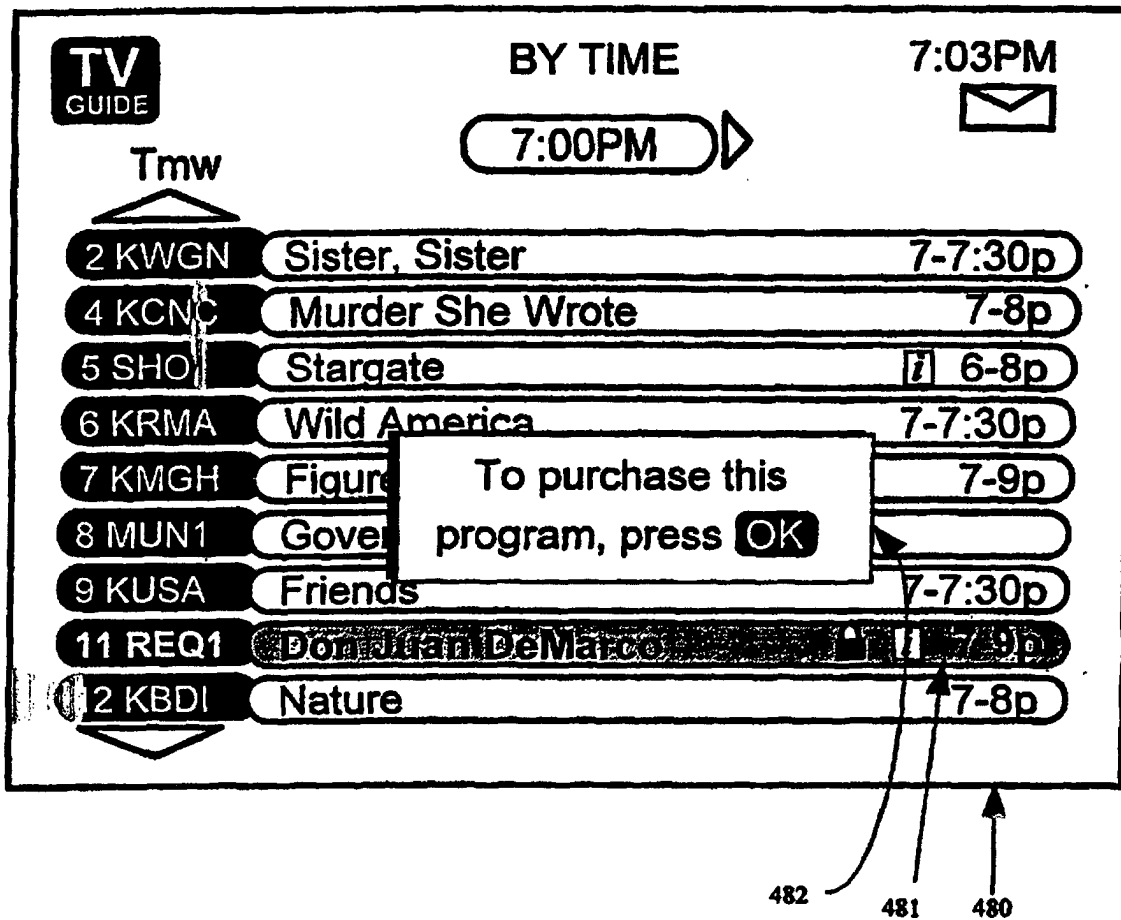 TV GUIDE
BY TIME
7:03PM
7:00PM
Tmw
2 KWGN Sister, Sister 7-7:30p
4 KCNC Murder She Wrote 7-8p
5 SHO Stargate i 6-8p
6 KRMA Wild America 7-7:30p
7 KMGH Figure 7-9p
To purchase this
program, press OK
8 MUN1 Gover
9 KUSA Friends 7-7:30p
11 REQ1 Don Juan DeMarco i 7-9p
12 KBDI Nature 7-8p
482 481 480